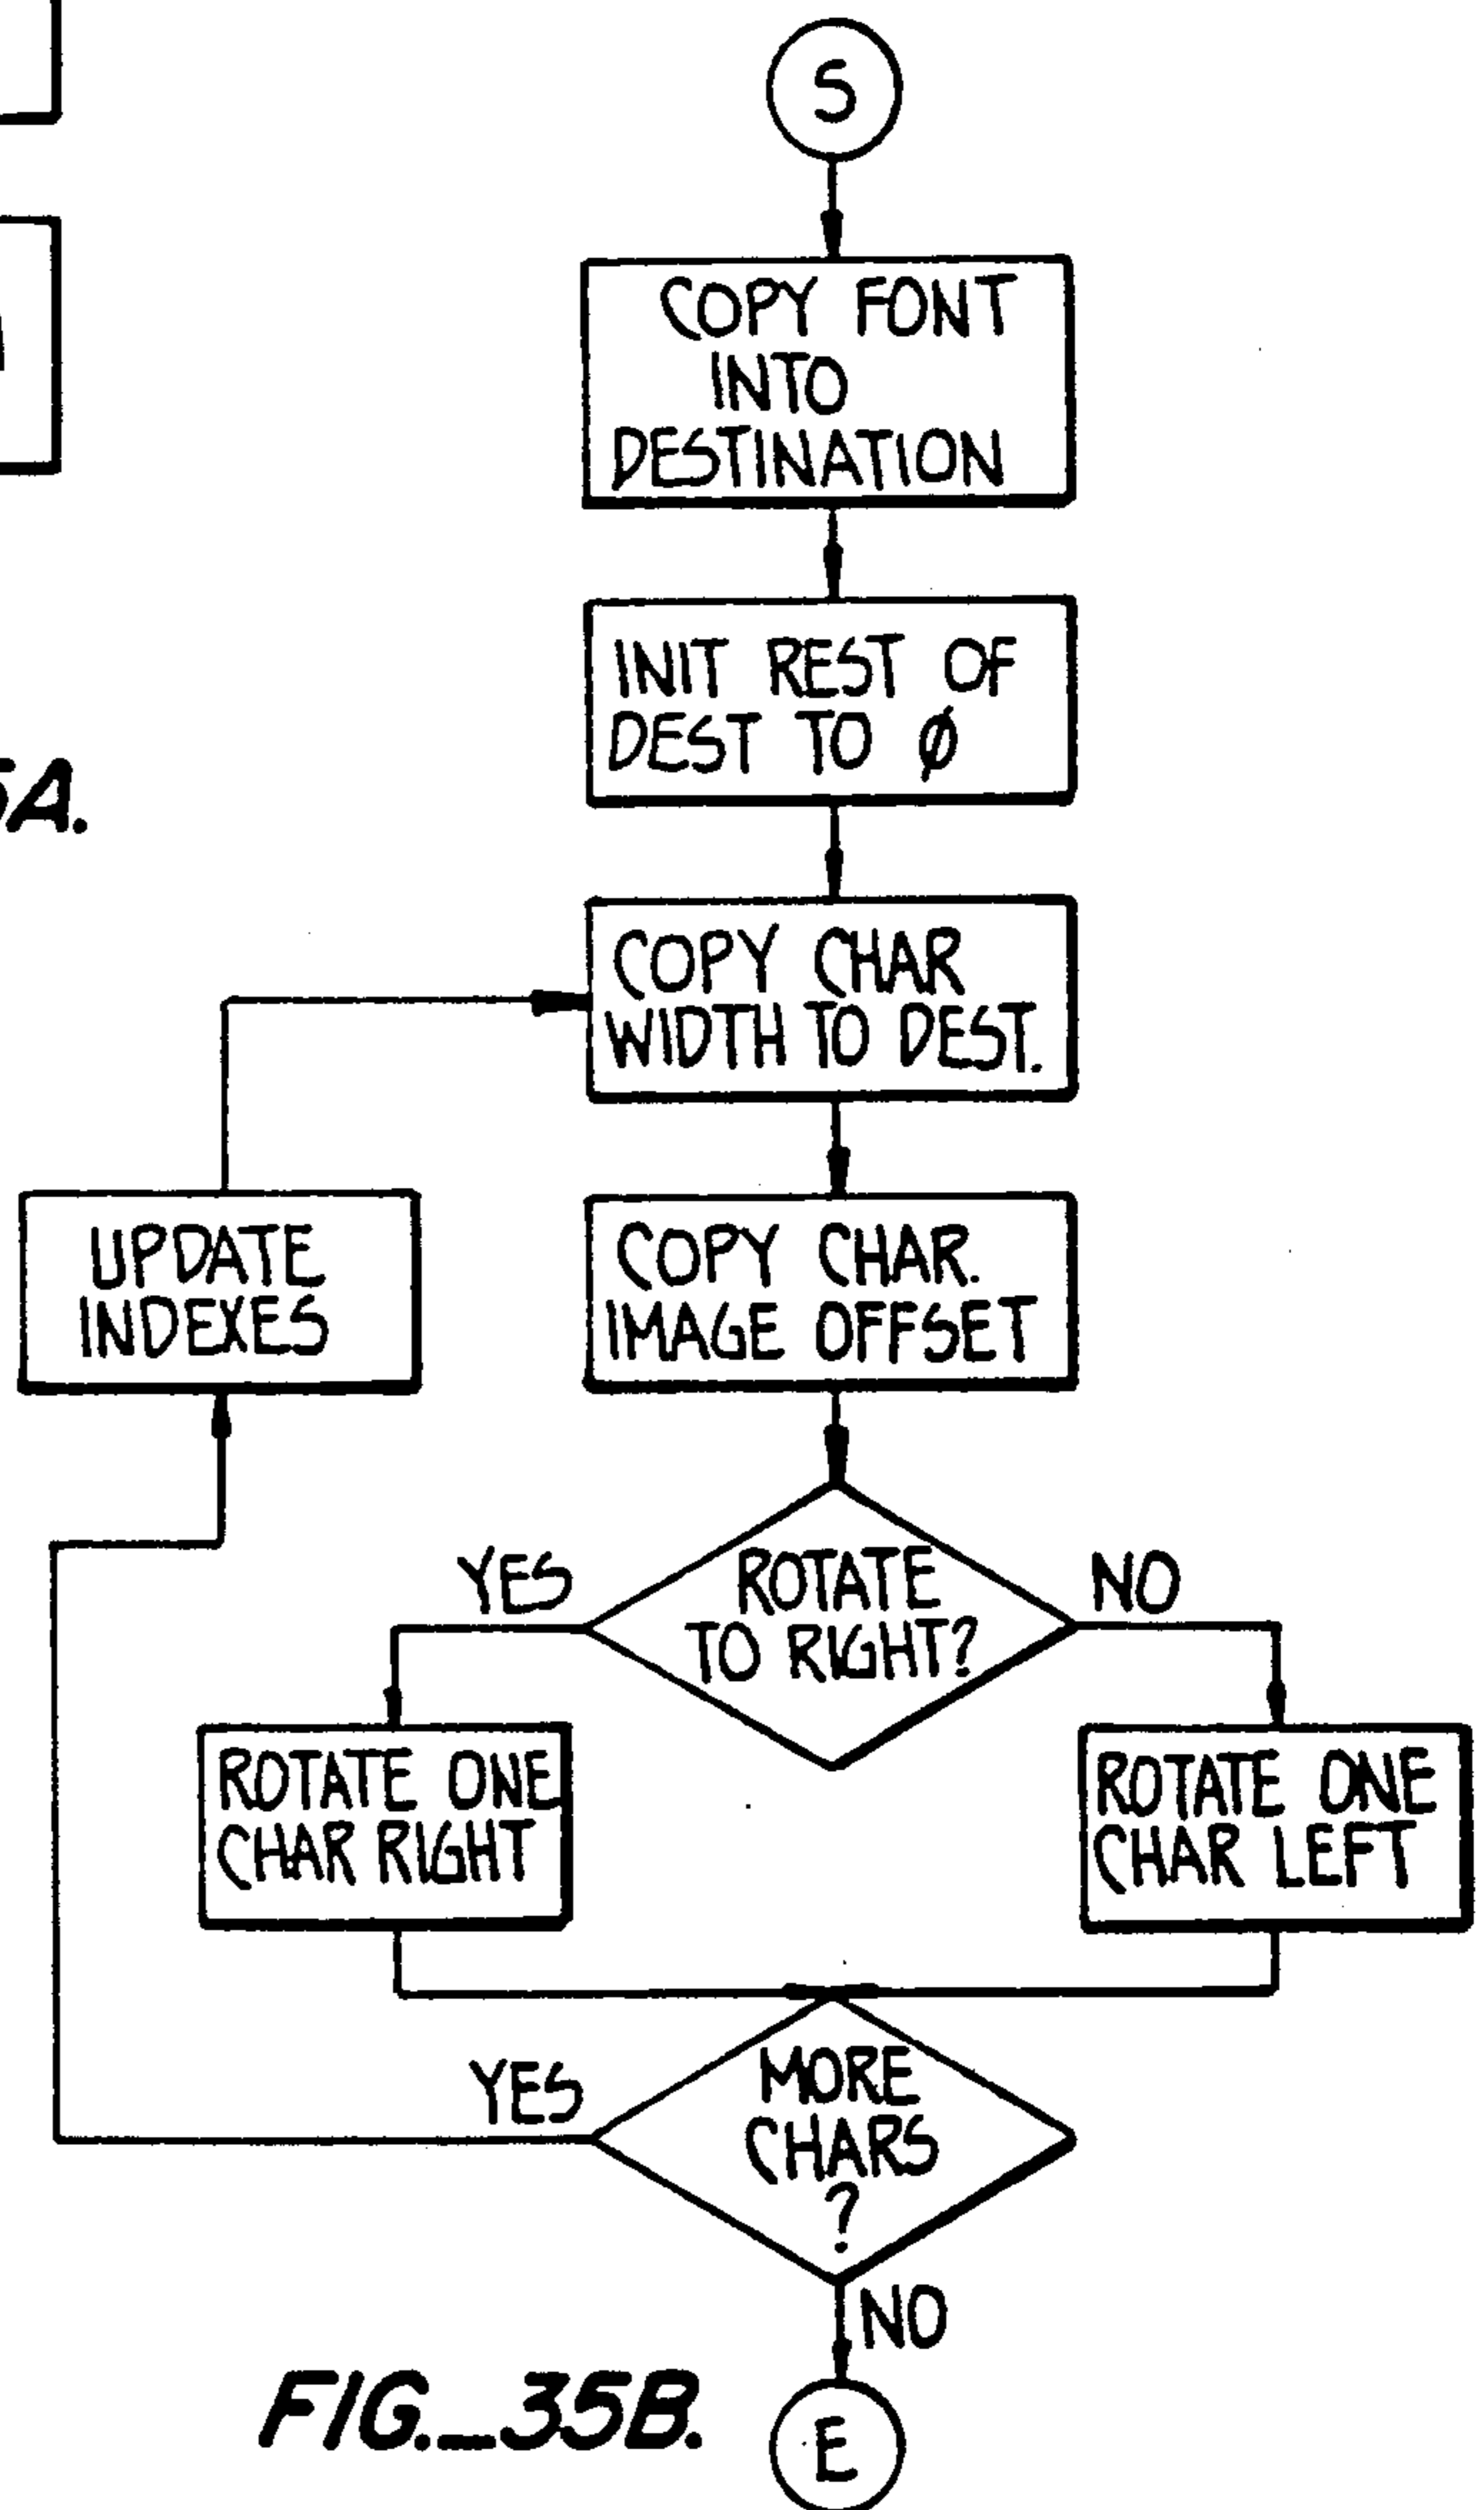 S
COPY FONT
INTO
DESTINATION
INIT REST OF
DEST TO Ø
5A.
COPY CHAR
WIDTH TO DEST.
UPDATE
INDEXES
COPY CHAR.
IMAGE OFFSET
YES
ROTATE
TO RIGHT?
NO
ROTATE ONE
CHAR RIGHT
ROTATE ONE
CHAR LEFT
YES
MORE
CHARS
?
NO
FIG._35B.
E